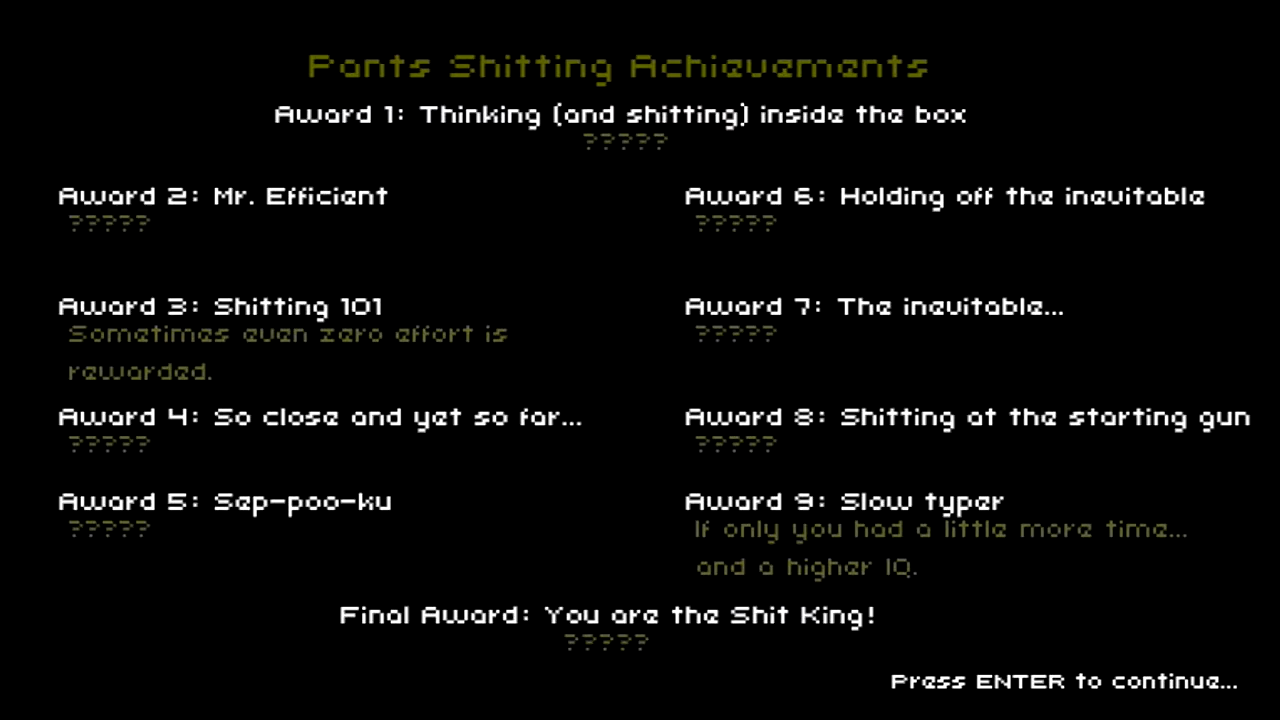 Pants Shitting Achievements
Award 1: Thinking (and shitting) inside the box
?????
Award 2: Mr. Efficient
?????
Award 3: Shitting 101
Sometimes even zero effort is
rewarded.
Award 4: So close and yet so far...
?????
Award 5: Sep-poo-ku
?????
Award 6: Holding off the inevitable
?????
Award 7: The inevitable...
?????
Award 8: Shitting at the starting gun
?????
Award 9: Slow typer
If only you had a little more time...
and a higher IQ.
Final Award: You are the Shit King!
?????
Press ENTER to continue...